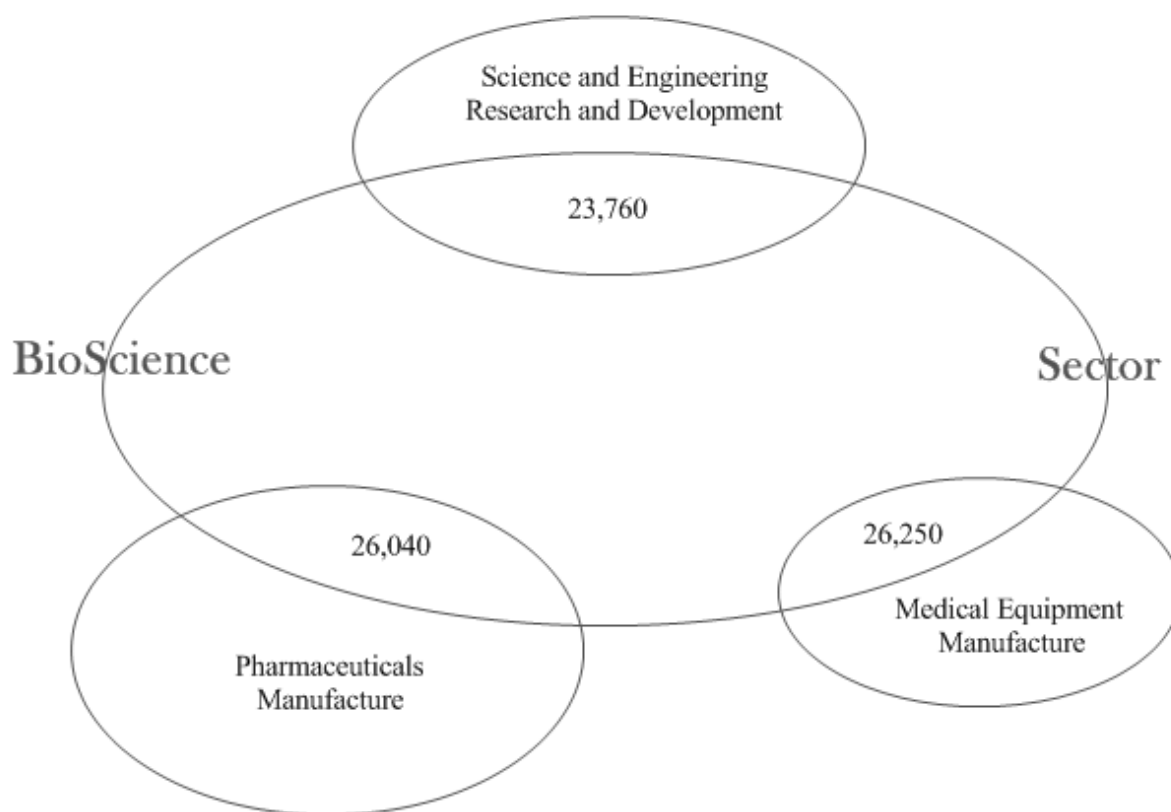 Science and Engineering
Research and Development
23,760
BioScience
Sector
26,040
26,250
Medical Equipment
Manufacture
Pharmaceuticals
Manufacture